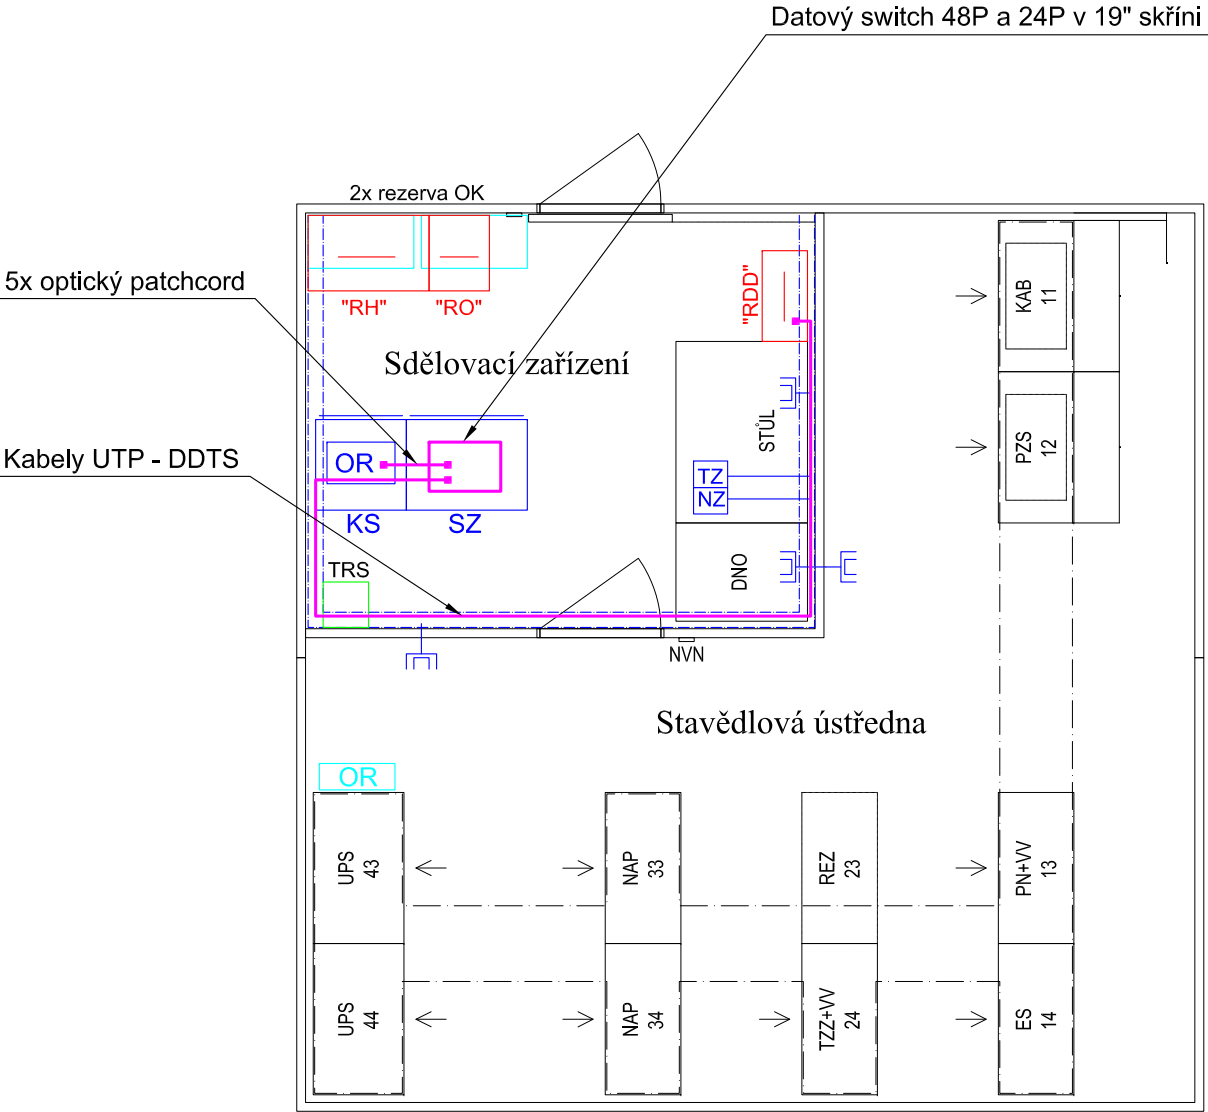 Datový switch 48P a 24P v 19" skříni
2x rezerva OK
5x optický patchcord
"RH"
"RO"
"RDD"
KAB
11
Sdělovací zařízení
STŮL
PZS
12
Kabely UTP - DDTS
OR
TZ
NZ
KS
SZ
TRS
DNO
NVN
Stavědlová ústředna
OR
UPS
43
NAP
33
REZ
23
PN+VV
13
UPS
44
NAP
34
TZZ+VV
24
ES
14